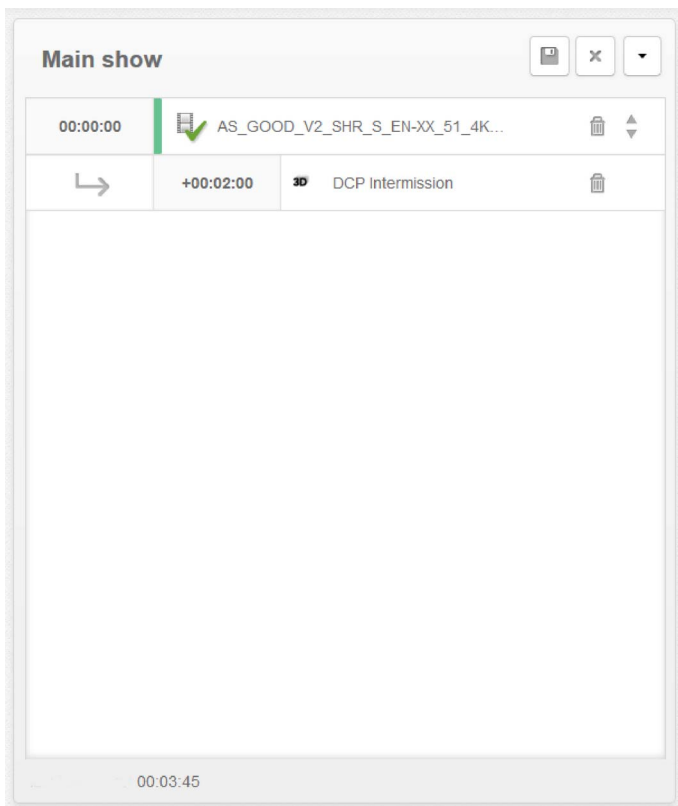 Main show
00:00:00 AS_GOOD_V2_SHR_S_EN-XX_51_4K...
+00:02:00 3D DCP Intermission
00:03:45